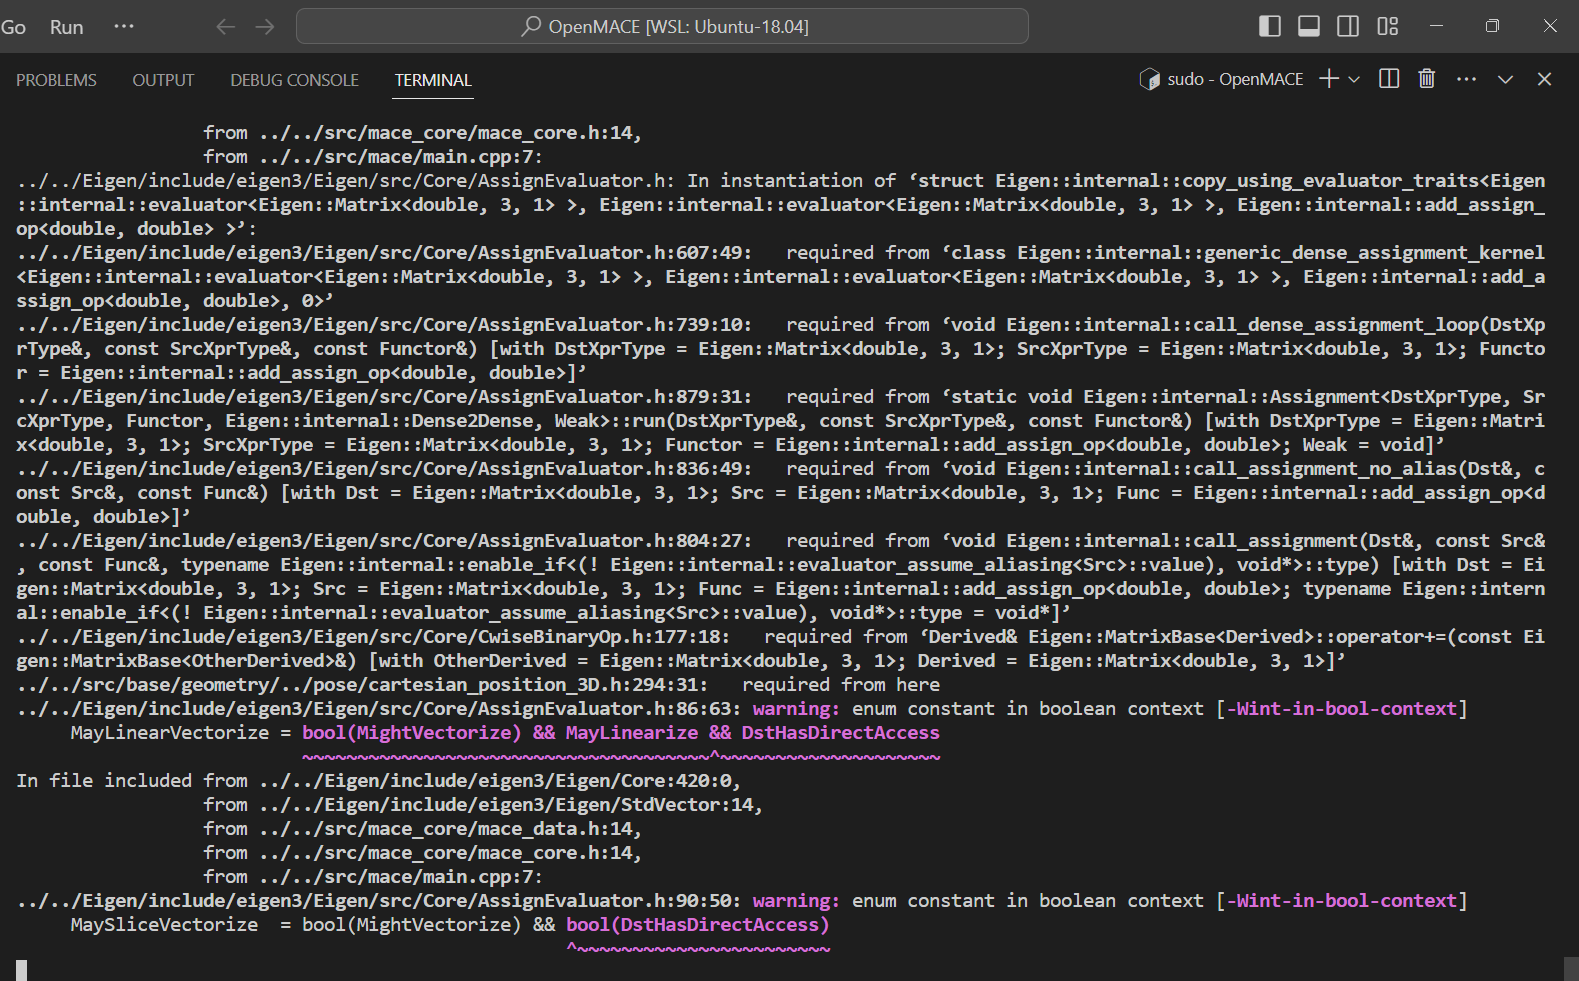 Go Run ··· OpenMACE [WSL: Ubuntu-18.04]
PROBLEMS OUTPUT DEBUG CONSOLE TERMINAL sudo - OpenMACE
from ../../src/mace_core/mace_core.h:14,
from ../../src/mace/main.cpp:7:
../../Eigen/include/eigen3/Eigen/src/Core/AssignEvaluator.h: In instantiation of ‘struct Eigen::internal::copy_using_evaluator_traits<Eigen
::internal::evaluator<Eigen::Matrix<double, 3, 1> >, Eigen::internal::evaluator<Eigen::Matrix<double, 3, 1> >, Eigen::internal::add_assign_
op<double, double> >’:
../../Eigen/include/eigen3/Eigen/src/Core/AssignEvaluator.h:607:49:   required from ‘class Eigen::internal::generic_dense_assignment_kernel
<Eigen::internal::evaluator<Eigen::Matrix<double, 3, 1> >, Eigen::internal::evaluator<Eigen::Matrix<double, 3, 1> >, Eigen::internal::add_a
ssign_op<double, double>, 0>’
../../Eigen/include/eigen3/Eigen/src/Core/AssignEvaluator.h:739:10:   required from ‘void Eigen::internal::call_dense_assignment_loop(DstXp
rType&, const SrcXprType&, const Functor&) [with DstXprType = Eigen::Matrix<double, 3, 1>; SrcXprType = Eigen::Matrix<double, 3, 1>; Functo
r = Eigen::internal::add_assign_op<double, double>]’
../../Eigen/include/eigen3/Eigen/src/Core/AssignEvaluator.h:879:31:   required from ‘static void Eigen::internal::Assignment<DstXprType, Sr
cXprType, Functor, Eigen::internal::Dense2Dense, Weak>::run(DstXprType&, const SrcXprType&, const Functor&) [with DstXprType = Eigen::Matri
x<double, 3, 1>; SrcXprType = Eigen::Matrix<double, 3, 1>; Functor = Eigen::internal::add_assign_op<double, double>; Weak = void]’
../../Eigen/include/eigen3/Eigen/src/Core/AssignEvaluator.h:836:49:   required from ‘void Eigen::internal::call_assignment_no_alias(Dst&, c
onst Src&, const Func&) [with Dst = Eigen::Matrix<double, 3, 1>; Src = Eigen::Matrix<double, 3, 1>; Func = Eigen::internal::add_assign_op<d
ouble, double>]’
../../Eigen/include/eigen3/Eigen/src/Core/AssignEvaluator.h:804:27:   required from ‘void Eigen::internal::call_assignment(Dst&, const Src&
, const Func&, typename Eigen::internal::enable_if<(! Eigen::internal::evaluator_assume_aliasing<Src>::value), void*>::type) [with Dst = Ei
gen::Matrix<double, 3, 1>; Src = Eigen::Matrix<double, 3, 1>; Func = Eigen::internal::add_assign_op<double, double>; typename Eigen::intern
al::enable_if<(! Eigen::internal::evaluator_assume_aliasing<Src>::value), void*>::type = void*]’
../../Eigen/include/eigen3/Eigen/src/Core/CwiseBinaryOp.h:177:18:   required from ‘Derived& Eigen::MatrixBase<Derived>::operator+=(const Ei
gen::MatrixBase<OtherDerived>&) [with OtherDerived = Eigen::Matrix<double, 3, 1>; Derived = Eigen::Matrix<double, 3, 1>]’
../../src/base/geometry/../pose/cartesian_position_3D.h:294:31:   required from here
../../Eigen/include/eigen3/Eigen/src/Core/AssignEvaluator.h:86:63: warning: enum constant in boolean context [-Wint-in-bool-context]
MayLinearVectorize = bool(MightVectorize) && MayLinearize && DstHasDirectAccess
~~~~~~~~~~~~~~~~~~~~~~~~~~~~~~~~~~~~~^~~~~~~~~~~~~~~~~~~~~
In file included from ../../Eigen/include/eigen3/Eigen/Core:420:0,
from ../../Eigen/include/eigen3/Eigen/StdVector:14,
from ../../src/mace_core/mace_data.h:14,
from ../../src/mace_core/mace_core.h:14,
from ../../src/mace/main.cpp:7:
../../Eigen/include/eigen3/Eigen/src/Core/AssignEvaluator.h:90:50: warning: enum constant in boolean context [-Wint-in-bool-context]
MaySliceVectorize  = bool(MightVectorize) && bool(DstHasDirectAccess)
^~~~~~~~~~~~~~~~~~~~~~~~